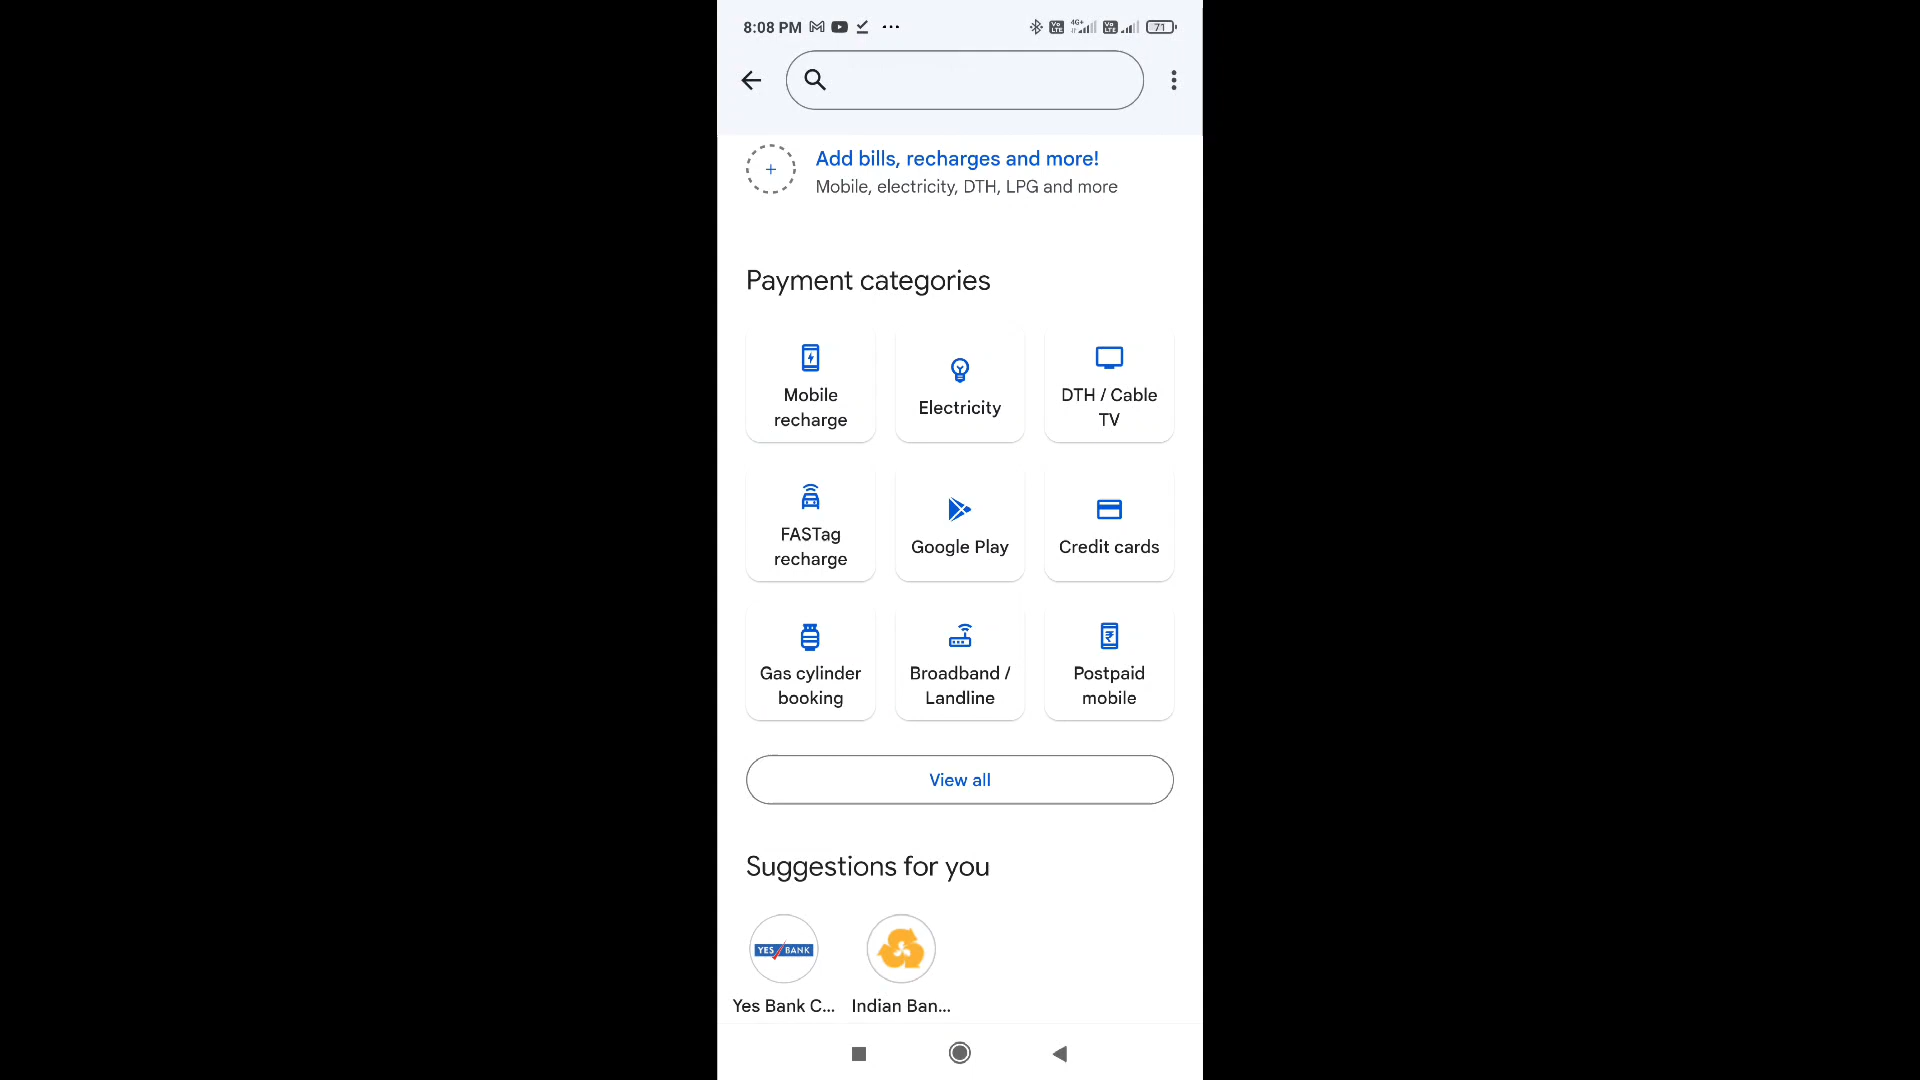 8:08 PM
4G+
71
Add bills, recharges and more!
Mobile, electricity, DTH, LPG and more
Payment categories
Mobile
recharge
Electricity
DTH / Cable
TV
FASTag
recharge
Google Play
Credit cards
Gas cylinder
booking
Broadband /
Landline
Postpaid
mobile
View all
Suggestions for you
YES BANK
Yes Bank C...
Indian Ban...